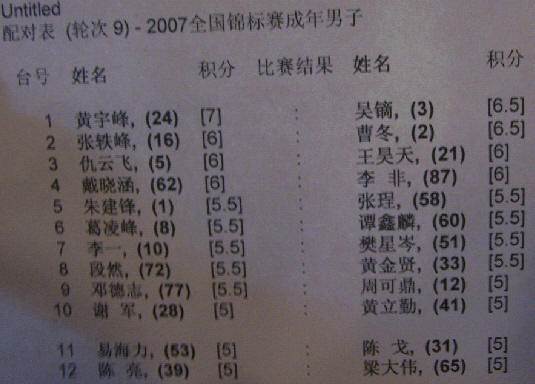 Untitled
配对表 (轮次 9) - 2007全国锦标赛成年男子
台号 姓名 积分 比赛结果 姓名 积分
1 黄宇峰, (24) [7] : 吴镝, (3) [6.5]
2 张轶峰, (16) [6] : 曹冬, (2) [6.5]
3 仇云飞, (5) [6] : 王昊天, (21) [6]
4 戴晓涵, (62) [6] : 李 非, (87) [6]
5 朱建锋, (1) [5.5] : 张珵, (58) [5.5]
6 葛凌峰, (8) [5.5] : 谭鑫麟, (60) [5.5]
7 李一, (10) [5.5] : 樊星岑, (51) [5.5]
8 段然, (72) [5.5] : 黄金贤, (33) [5.5]
9 邓德志, (77) [5.5] : 周可鼎, (12) [5]
10 谢 军, (28) [5] : 黄立勤, (41) [5]
11 易海力, (53) [5] : 陈 戈, (31) [5]
12 陈 亮, (39) [5] : 梁大伟, (65) [5]